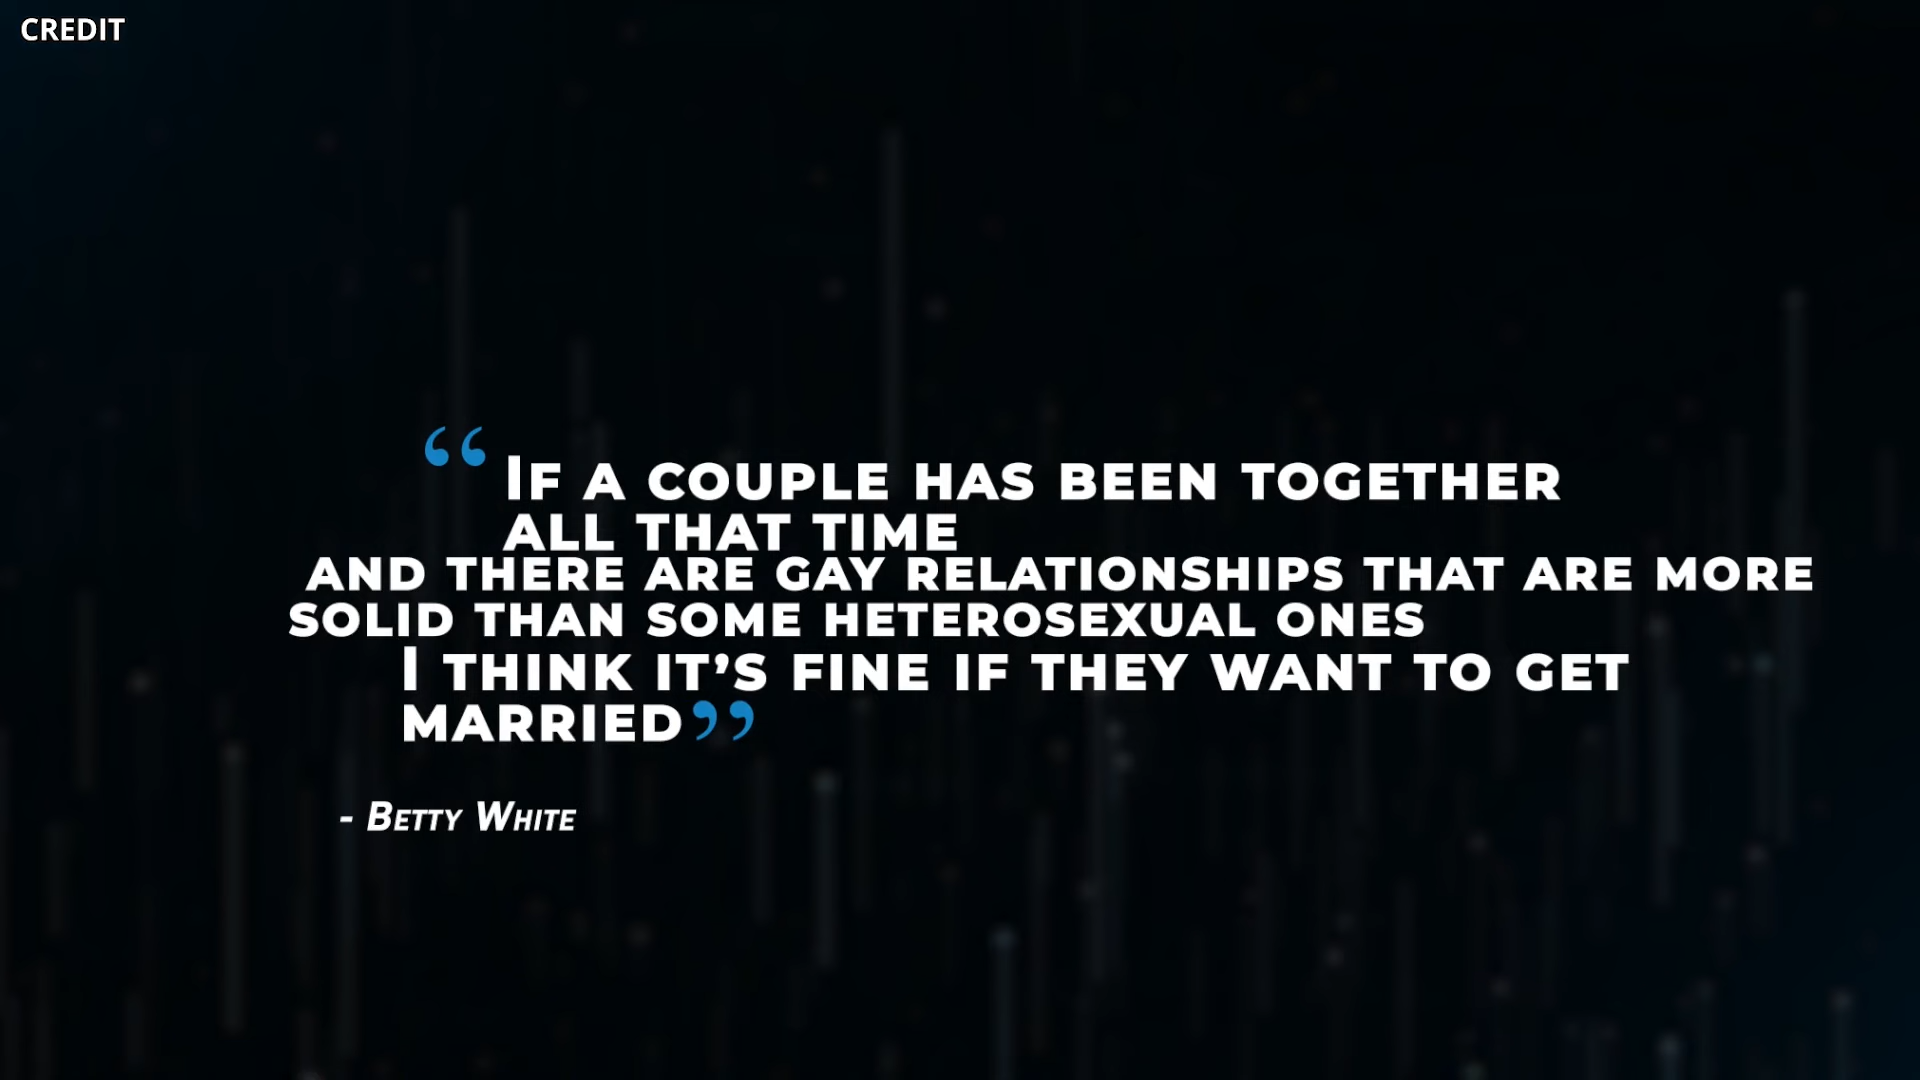 CREDIT
“ If a couple has been together
all that time
and there are gay relationships that are more
solid than some heterosexual ones
I think it’s fine if they want to get
married”
- Betty White